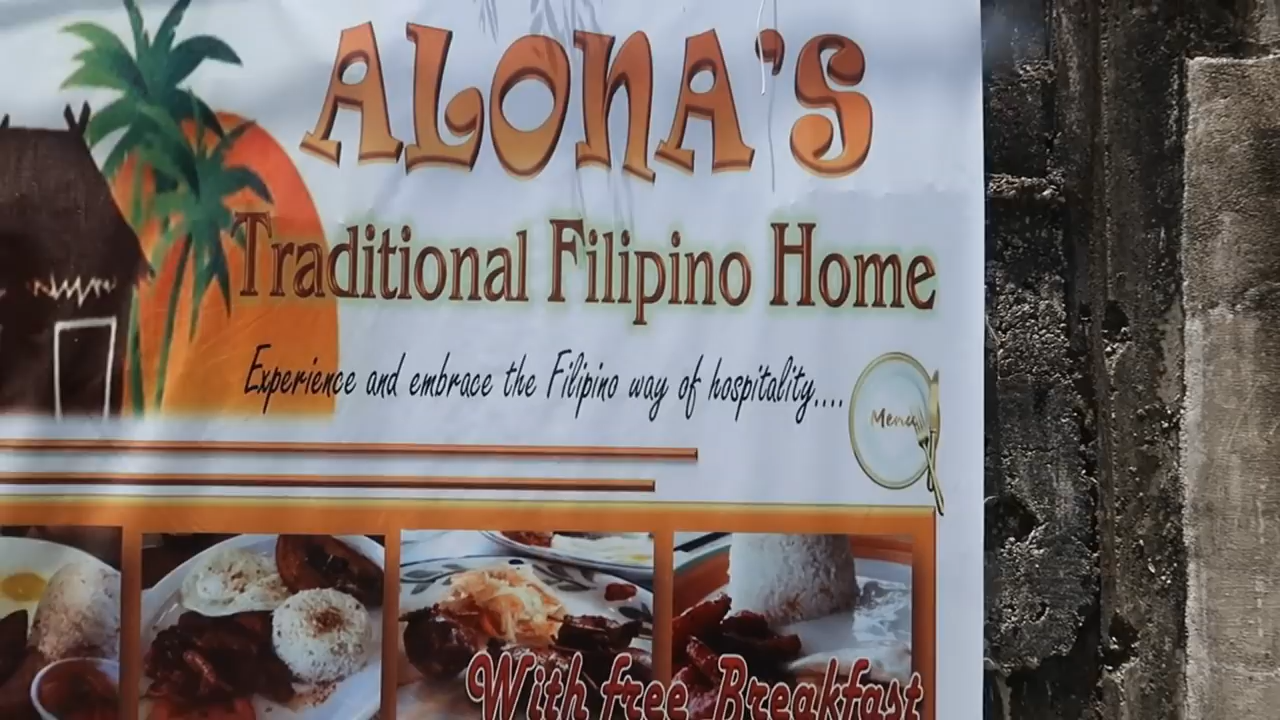 ALONA'S
Traditional Filipino Home
Experience and embrace the Filipino way of hospitality....
Menu
With free Breakfast